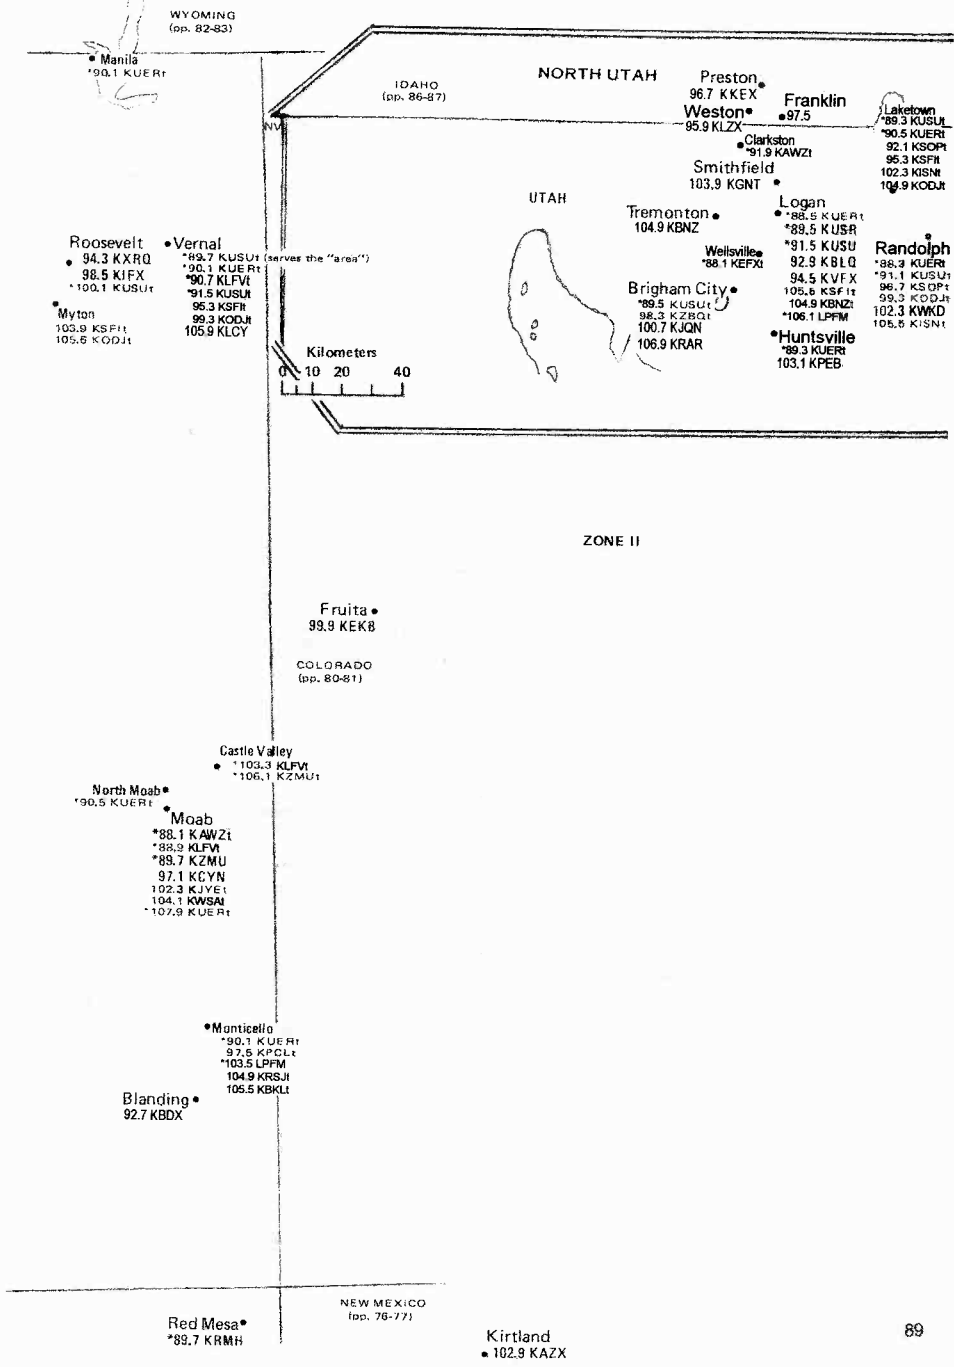 WYOMING
(pp. 82-83)
Manila
*90.1 KUERt
IDAHO
(pp. 86-87)
NORTH UTAH
Preston
96.7 KKEX
Franklin
97.5
Weston
95.9 KLZX
NV
Clarkston
*91.9 KAWZt
Laketown
*89.3 KUSUt
*90.5 KUERt
92.1 KSOPt
95.3 KSFIt
102.3 KISNt
104.9 KODJt
Smithfield
103.9 KGNT
UTAH
Tremonton
104.9 KBNZ
Logan
*88.5 KUERt
*89.5 KUSR
*91.5 KUSU
92.9 KBLQ
94.5 KVFX
105.5 KSFIt
104.9 KBNZt
*106.1 LPFM
Wellsville
*88.1 KEFXt
Randolph
*88.3 KUERt
*91.1 KUSUt
96.7 KSOPt
99.3 KODJt
102.3 KWKD
105.5 KISNt
Brigham City
*89.5 KUSUt
98.3 KZBQt
100.7 KJQN
106.9 KRAR
Huntsville
*89.3 KUERt
103.1 KPEB
Roosevelt
94.3 KXRQ
98.5 KIFX
*100.1 KUSUt
Vernal
*89.7 KUSUt (serves the "area")
*90.1 KUERt
*90.7 KLFVt
*91.5 KUSUt
95.3 KSFIt
99.3 KODJt
105.9 KLCY
Myton
103.9 KSFIt
105.5 KODJt
Kilometers
0 10 20 40
ZONE II
Fruita
99.9 KEKB
COLORADO
(pp. 80-81)
Castle Valley
*103.3 KLFVt
*106.1 KZMUt
North Moab
*90.5 KUERt
Moab
*88.1 KAWZt
*88.9 KLFVt
*89.7 KZMU
97.1 KCYN
102.3 KJYEt
104.1 KWSAt
*107.9 KUERt
Monticello
*90.1 KUERt
97.5 KPCLt
*103.5 LPFM
104.9 KRSJt
105.5 KBKLt
Blanding
92.7 KBDX
NEW MEXICO
(pp. 76-77)
Red Mesa
*89.7 KRMH
Kirtland
102.9 KAZX
89